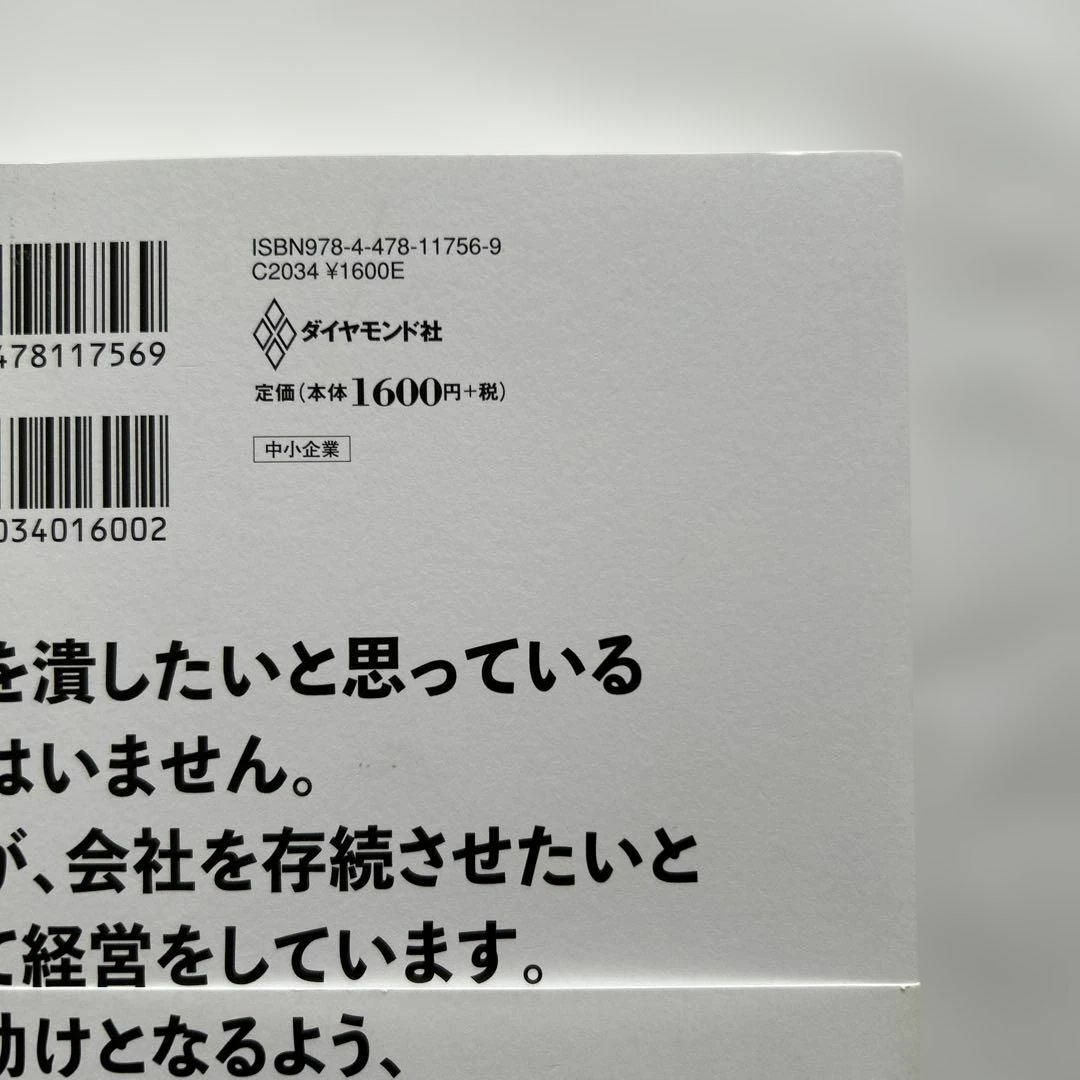 ISBN978-4-478-11756-9
C2034 ¥1600E
ダイヤモンド社
478117569
定価(本体1600円+税)
中小企業
034016002
を潰したいと思っている
はいません。
が、会社を存続させたいと
て経営をしています。
助けとなるよう、